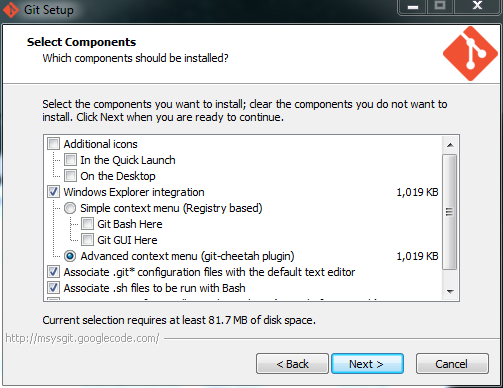 Git Setup
Select Components
Which components should be installed?
Select the components you want to install; clear the components you do not want to
install. Click Next when you are ready to continue.
Additional icons
In the Quick Launch
On the Desktop
Windows Explorer integration 1,019 KB
Simple context menu (Registry based)
Git Bash Here
Git GUI Here
Advanced context menu (git-cheetah plugin) 1,019 KB
Associate .git* configuration files with the default text editor
Associate .sh files to be run with Bash
Current selection requires at least 81.7 MB of disk space.
http://msysgit.googlecode.com/
< Back
Next >
Cancel